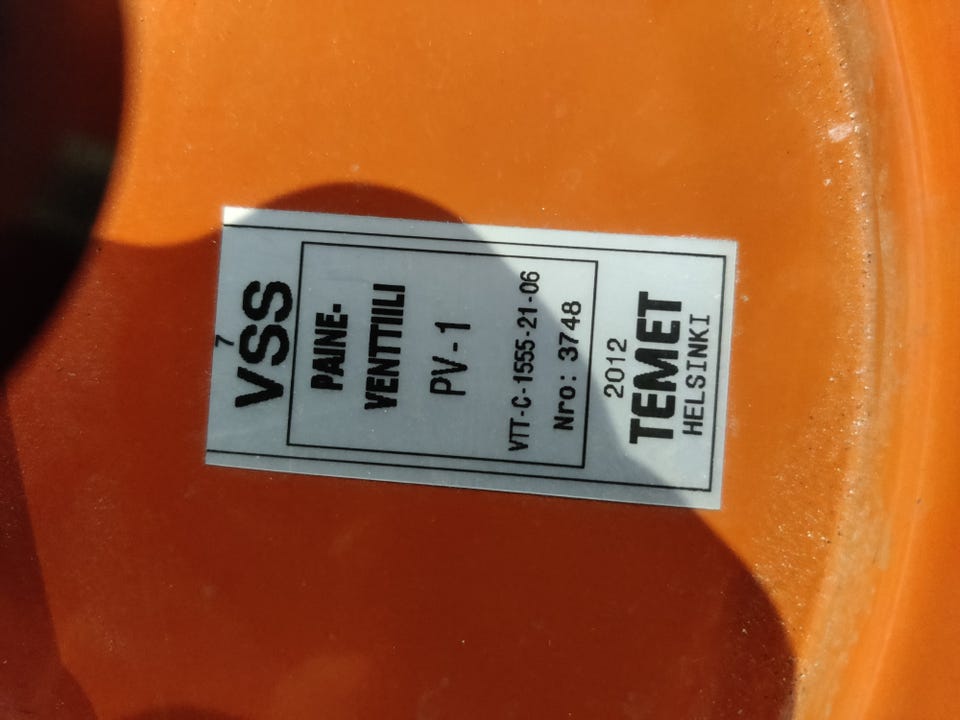 7
VSS
PAINE-
VENTTIILI
PV-1
VTT-C-1555-21-06
Nro: 3748
2012
TEMET
HELSINKI